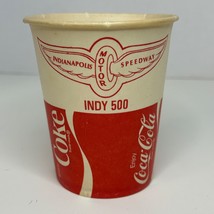 INDIANAPOLIS MOTOR SPEEDWAY
INDY 500
Coke
Enjoy
Coca-Cola